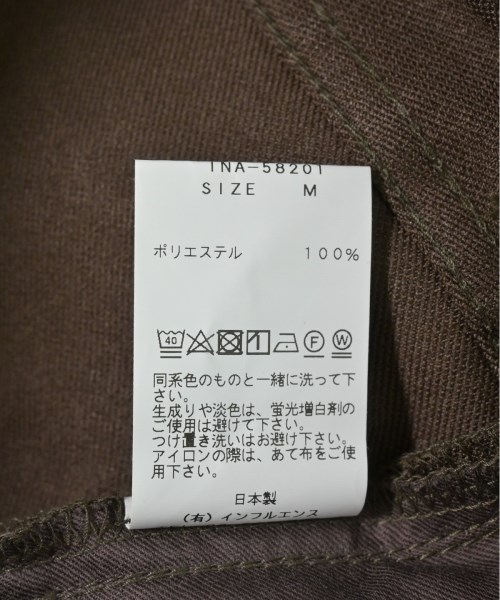 INA-58201
SIZE M
ポリエステル 100%
40 F W
同系色のものと一緒に洗って下
さい。
生成りや淡色は、蛍光増白剤の
ご使用は避けて下さい。
つけ置き洗いはお避け下さい。
アイロンの際は、あて布をご使
用下さい。
日本製
(有)インフルエンス